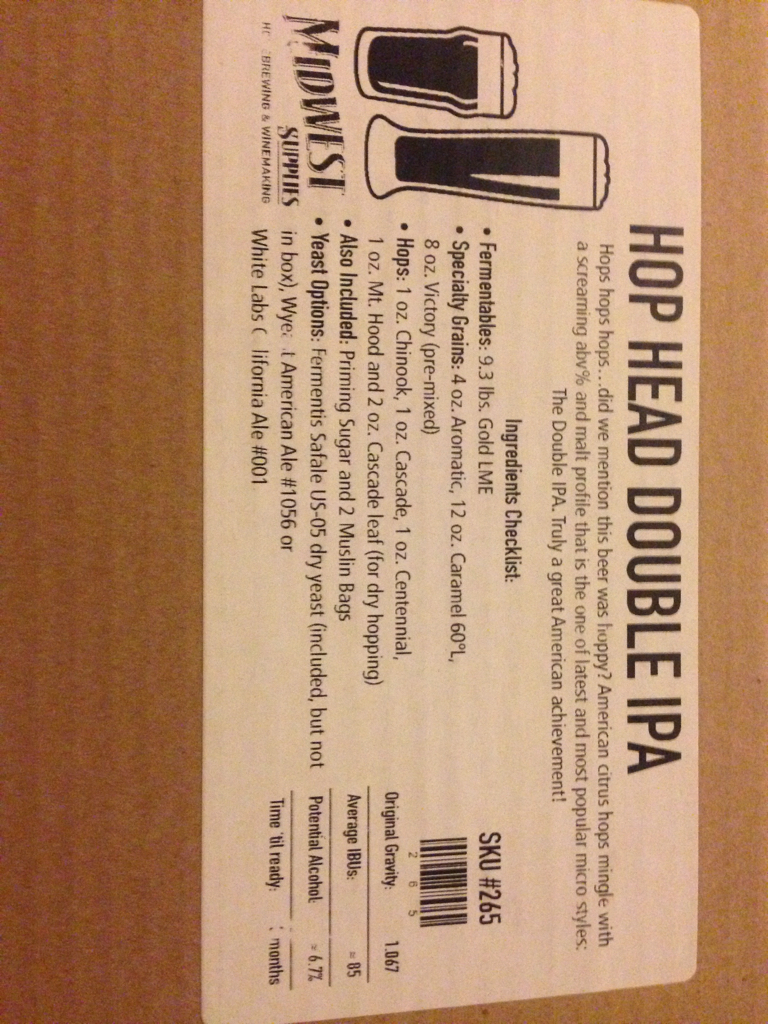 HOP HEAD DOUBLE IPA
Hops hops hops...did we mention this beer was hoppy? American citrus hops mingle with
a screaming abv% and malt profile that is the one of latest and most popular micro styles:
The Double IPA. Truly a great American achievement!
MIDWEST
SUPPLIES
BREWING & WINEMAKING
Ingredients Checklist:
• Fermentables: 9.3 lbs. Gold LME
• Specialty Grains: 4 oz. Aromatic, 12 oz. Caramel 60°L,
8 oz. Victory (pre-mixed)
• Hops: 1 oz. Chinook, 1 oz. Cascade, 1 oz. Centennial,
1 oz. Mt. Hood and 2 oz. Cascade leaf (for dry hopping)
• Also Included: Priming Sugar and 2 Muslin Bags
• Yeast Options: Fermentis Safale US-05 dry yeast (included, but not
in box), American Ale #1056 or
White Labs Ale #001
SKU #265
2 6 5
Original Gravity: 1.067
Average IBUs: ≈ 85
Potential Alcohol: ≈ 6.7%
Time 'til ready: months